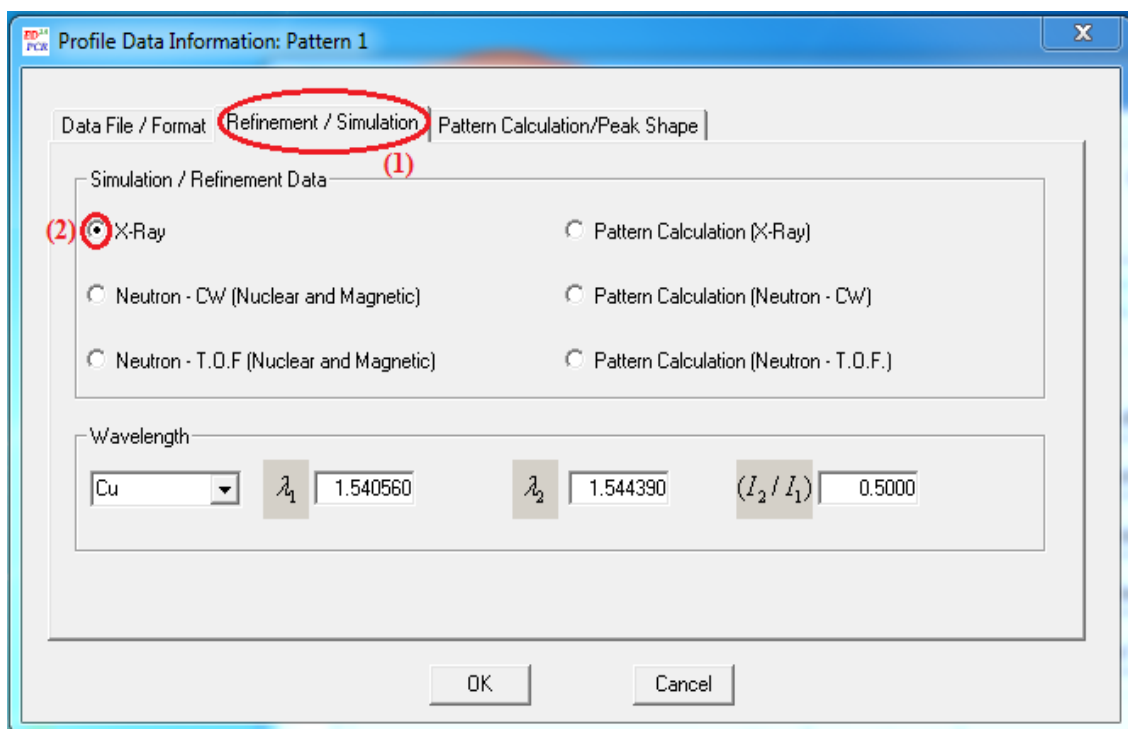 ED
PCR
Profile Data Information: Pattern 1
X
Data File / Format Refinement / Simulation Pattern Calculation/Peak Shape
(1)
Simulation / Refinement Data
(2) X-Ray Pattern Calculation (X-Ray)
Neutron - CW (Nuclear and Magnetic) Pattern Calculation (Neutron - CW)
Neutron - T.O.F (Nuclear and Magnetic) Pattern Calculation (Neutron - T.O.F.)
Wavelength
Cu λ1 1.540560 λ2 1.544390 (I2 / I1) 0.5000
OK Cancel